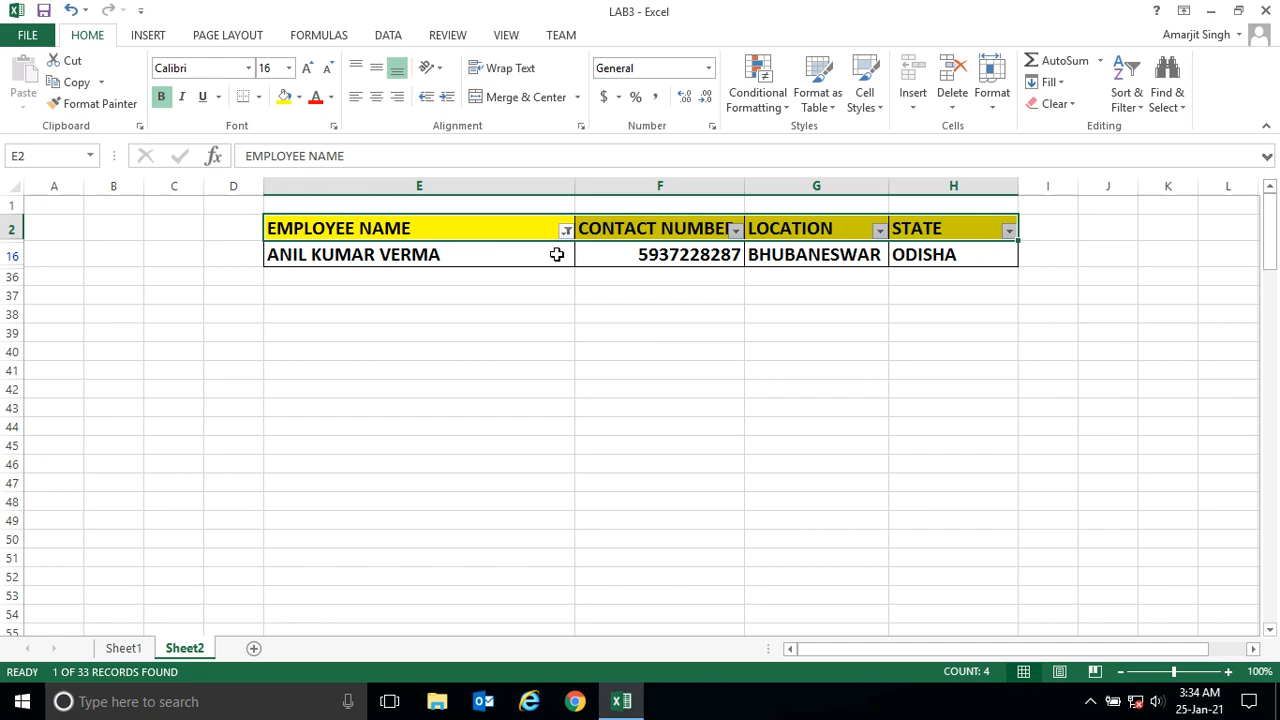 LAB3 - Excel
?
FILE HOME INSERT PAGE LAYOUT FORMULAS DATA REVIEW VIEW TEAM Amarjit Singh
Paste Cut Copy Format Painter Clipboard
Calibri 16 B I U A Font
Wrap Text Merge & Center Alignment
General $ % , Number
Conditional Formatting Format as Table Cell Styles Styles
Insert Delete Format Cells
AutoSum Fill Clear Sort & Filter Find & Select Editing
E2 fx EMPLOYEE NAME
A B C D E F G H I J K L
1
2 EMPLOYEE NAME CONTACT NUMBER LOCATION STATE
16 ANIL KUMAR VERMA 5937228287 BHUBANESWAR ODISHA
36
37
38
39
40
41
42
43
44
45
46
47
48
49
50
51
52
53
54
55
Sheet1 Sheet2
READY 1 OF 33 RECORDS FOUND COUNT: 4 100%
Type here to search 3:34 AM
25-Jan-21